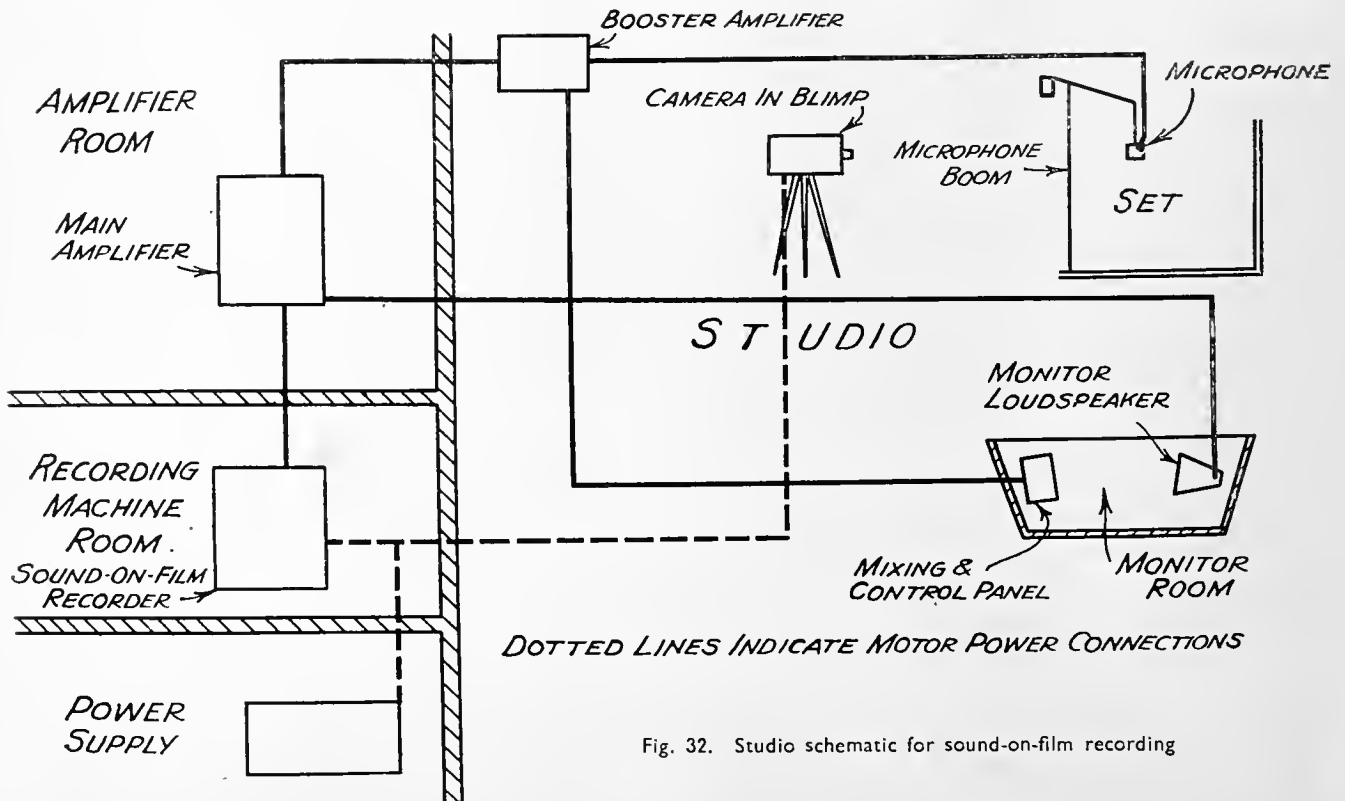 BOOSTER AMPLIFIER
MICROPHONE
CAMERA IN BLIMP
AMPLIFIER
ROOM
MICROPHONE
BOOM
SET
MAIN
AMPLIFIER
STUDIO
MONITOR
LOUDSPEAKER
RECORDING
MACHINE
ROOM.
SOUND-ON-FILM
RECORDER
MIXING &
CONTROL PANEL
MONITOR
ROOM
DOTTED LINES INDICATE MOTOR POWER CONNECTIONS
POWER
SUPPLY
Fig. 32. Studio schematic for sound-on-film recording